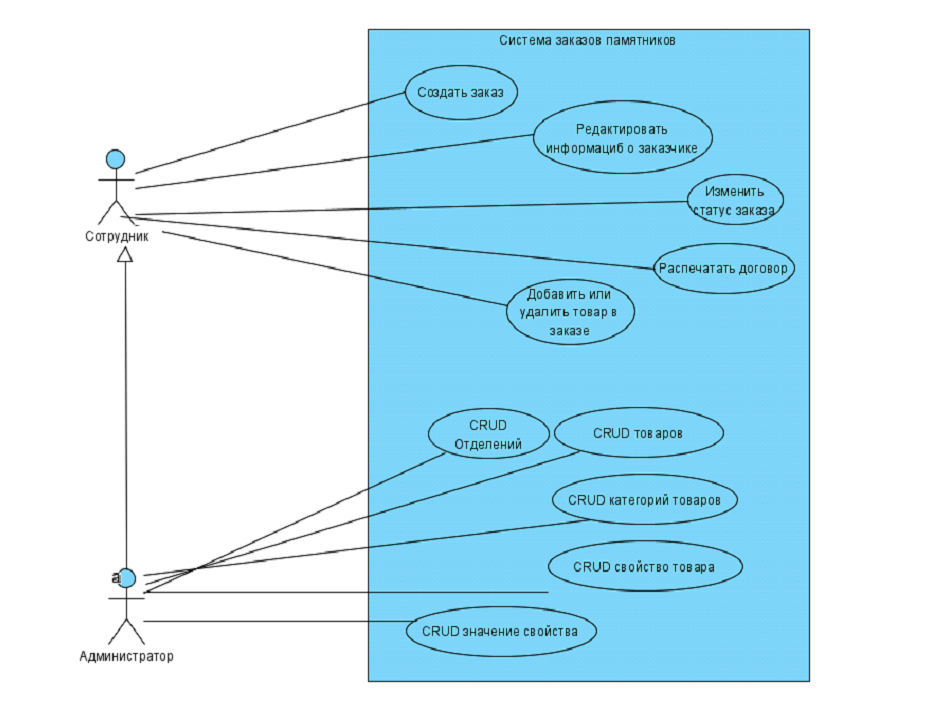 Система заказов памятников
Создать заказ
Редактировать
информациб о заказчике
Изменить
статус заказа
Сотрудник
Распечатать договор
Добавить или
удалить товар в
заказе
CRUD
Отделений
CRUD товаров
CRUD категорий товаров
CRUD свойство товара
a
CRUD значение свойства
Администратор